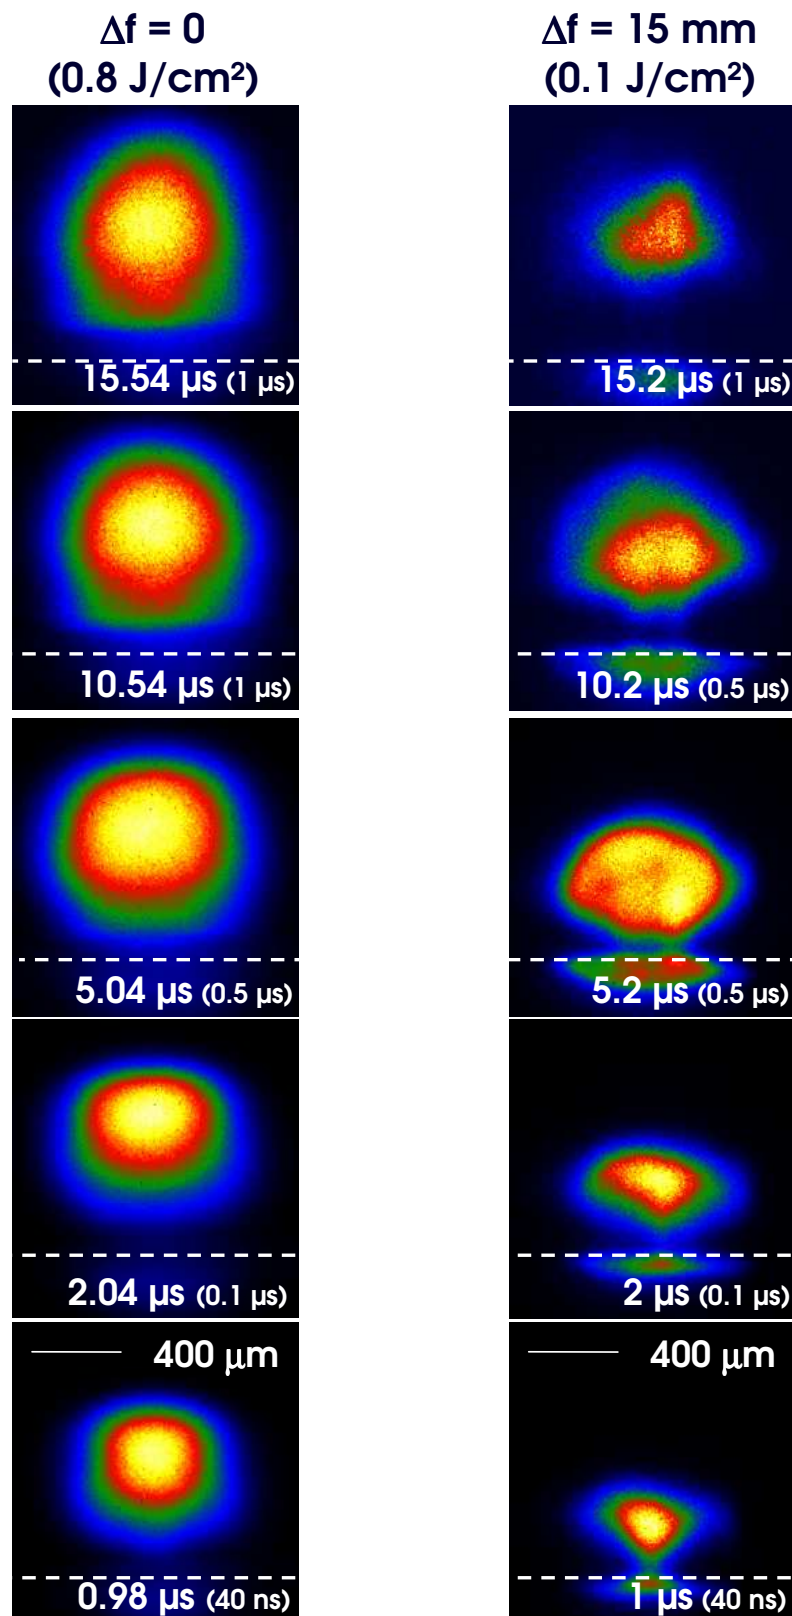 Δf = 0
(0.8 J/cm²)
Δf = 15 mm
(0.1 J/cm²)
15.54 µs (1 µs)
15.2 µs (1 µs)
10.54 µs (1 µs)
10.2 µs (0.5 µs)
5.04 µs (0.5 µs)
5.2 µs (0.5 µs)
2.04 µs (0.1 µs)
2 µs (0.1 µs)
400 µm
400 µm
0.98 µs (40 ns)
1 µs (40 ns)